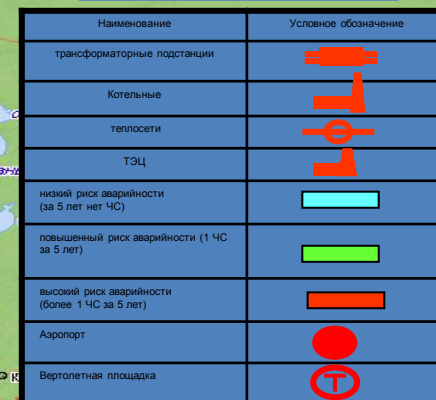 Наименование
Условное обозначение
трансформаторные подстанции
Котельные
теплосети
ТЭЦ
низкий риск аварийности
(за 5 лет нет ЧС)
повышенный риск аварийности (1 ЧС
за 5 лет)
высокий риск аварийности
(более 1 ЧС за 5 лет)
Аэропорт
Вертолетная площадка
Т